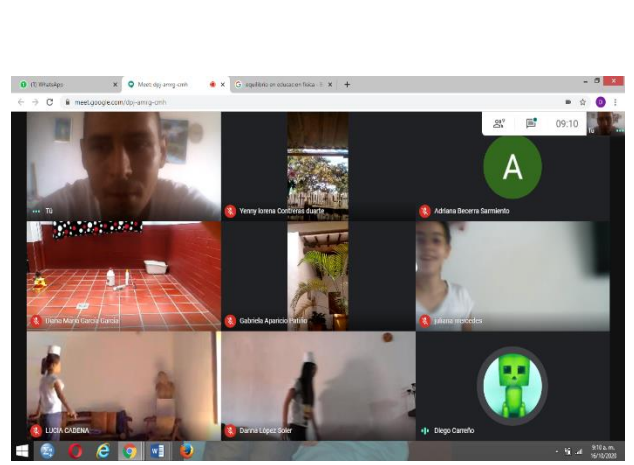 (1) WhatsApp
Meet: dpj-amrg-cmh
equilibrio en educacion fisica - B
meet.google.com/dpj-amrg-cmh
09:10
Tú
Yenny lorena Contreras duarte
A
Adriana Becerra Sarmiento
Diana Maria Garcia Garcia
Gabriela Aparicio Patiño
juliana mercedes
LUCIA CADENA
Danna López Soler
Diego Carreño
9:10 a. m.
16/10/2020